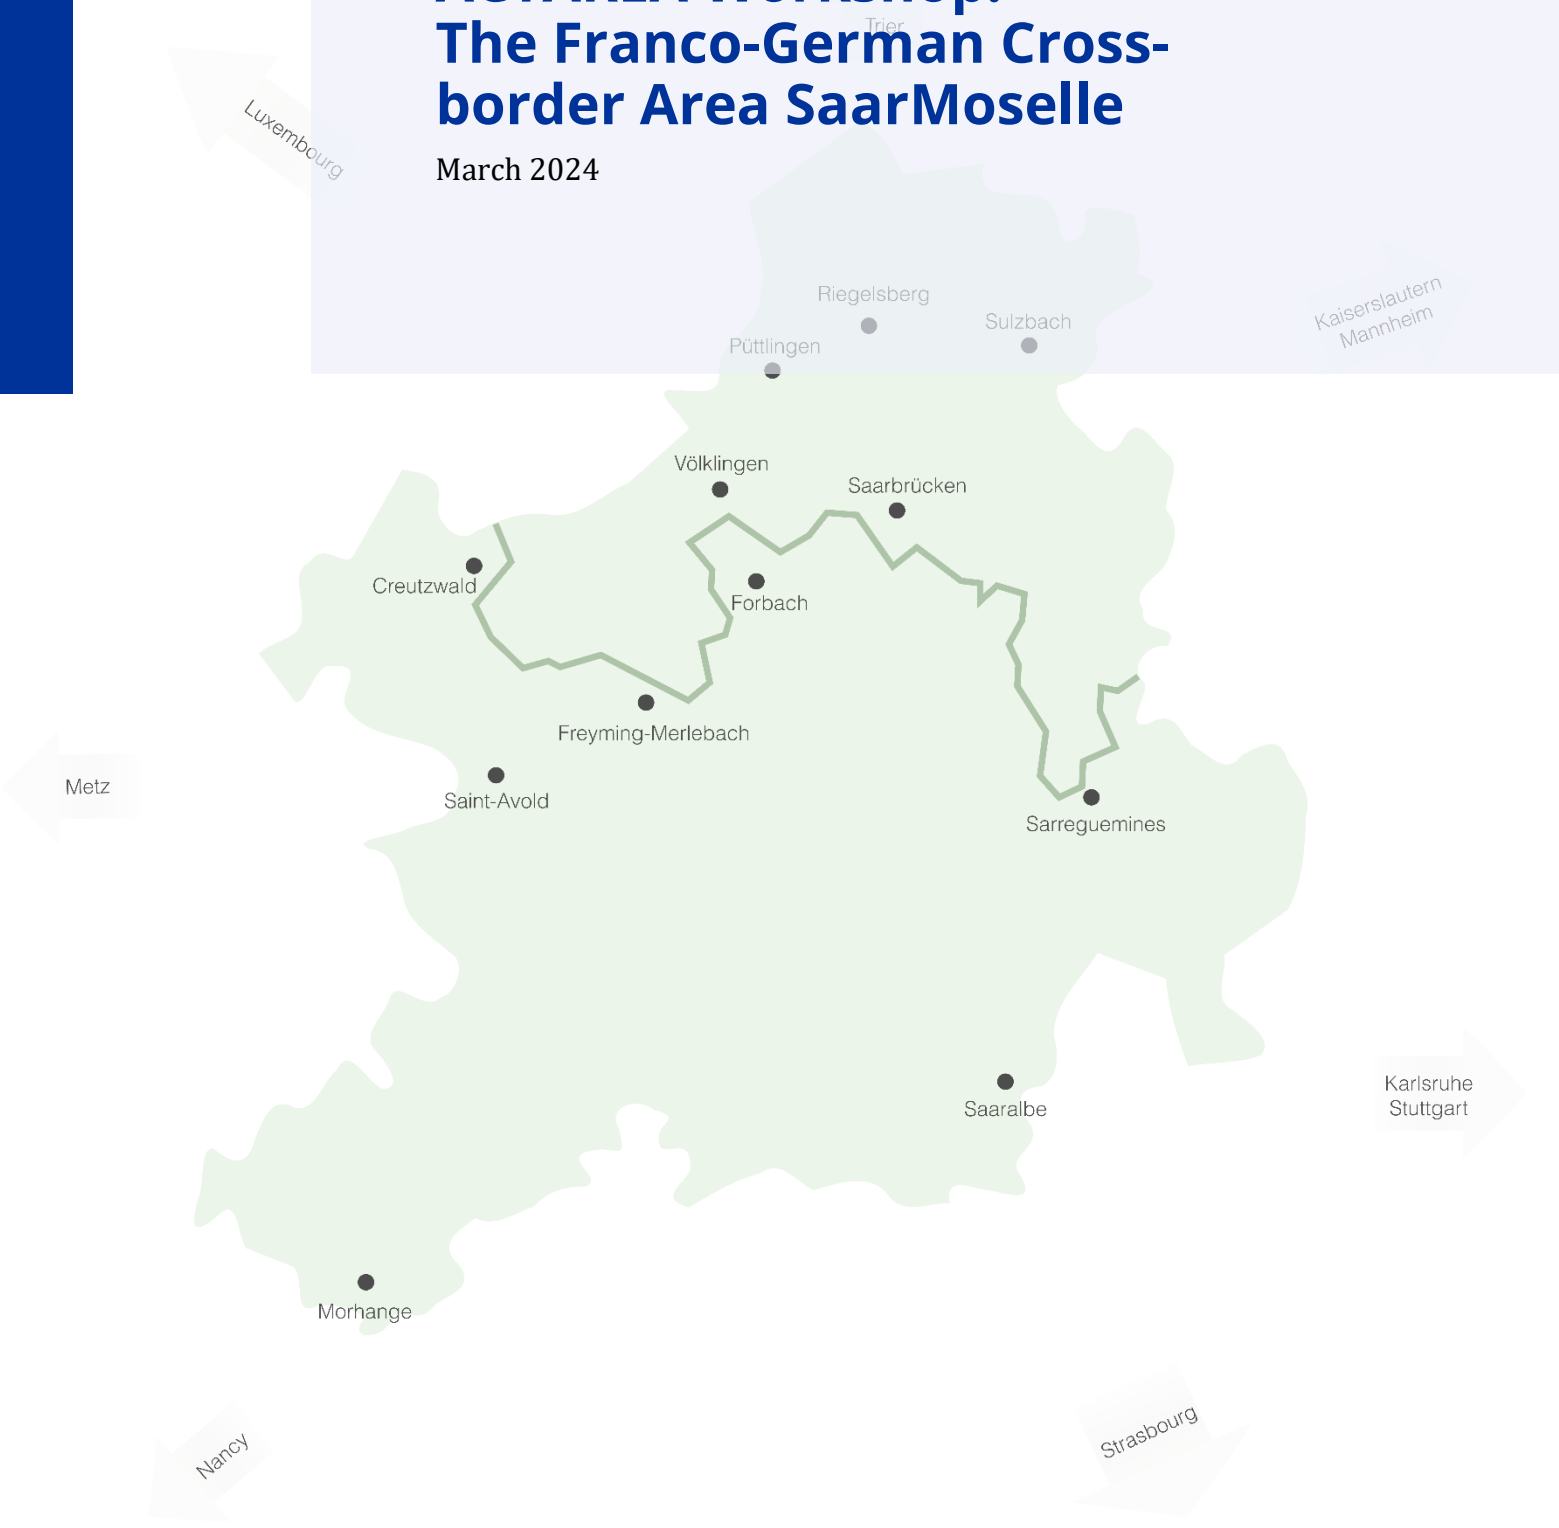 Trier
The Franco-German Cross-
border Area SaarMoselle
March 2024
Luxembourg
Riegelsberg
Sulzbach
Püttlingen
Kaiserslautern
Mannheim
Völklingen
Saarbrücken
Creutzwald
Forbach
Freyming-Merlebach
Metz
Saint-Avold
Sarreguemines
Karlsruhe
Stuttgart
Saaralbe
Morhange
Nancy
Strasbourg